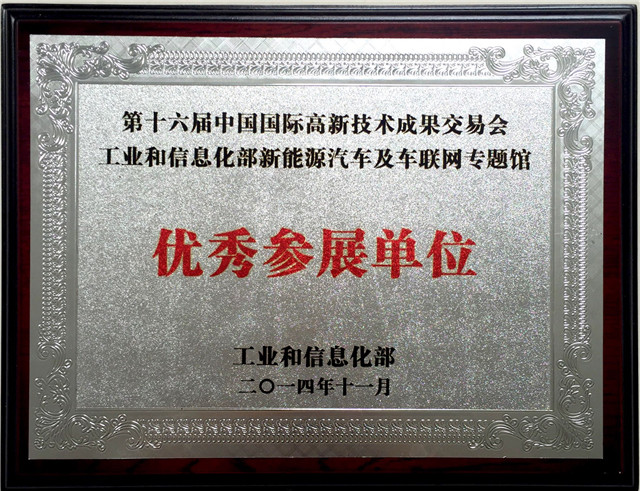 第十六届中国国际高新技术成果交易会
工业和信息化部新能源汽车及车联网专题馆
优秀参展单位
工业和信息化部
二〇一四年十一月